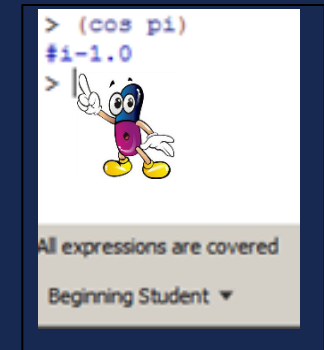 > (cos pi)
#i-1.0
>
All expressions are covered
Beginning Student ▼